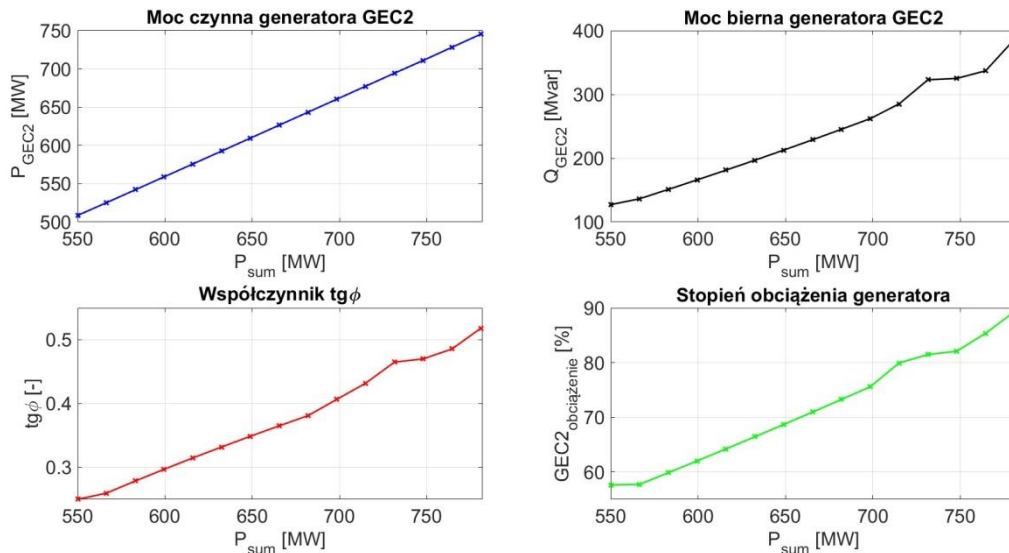 Moc czynna generatora GEC2
750
700
650
600
550
500
P_GEC2 [MW]
550 600 650 700 750
P_sum [MW]
Moc bierna generatora GEC2
400
300
200
100
Q_GEC2 [Mvar]
550 600 650 700 750
P_sum [MW]
Współczynnik tgϕ
0.5
0.4
0.3
tgϕ [-]
550 600 650 700 750
P_sum [MW]
Stopień obciążenia generatora
90
80
70
60
GEC2_obciążenie [%]
550 600 650 700 750
P_sum [MW]